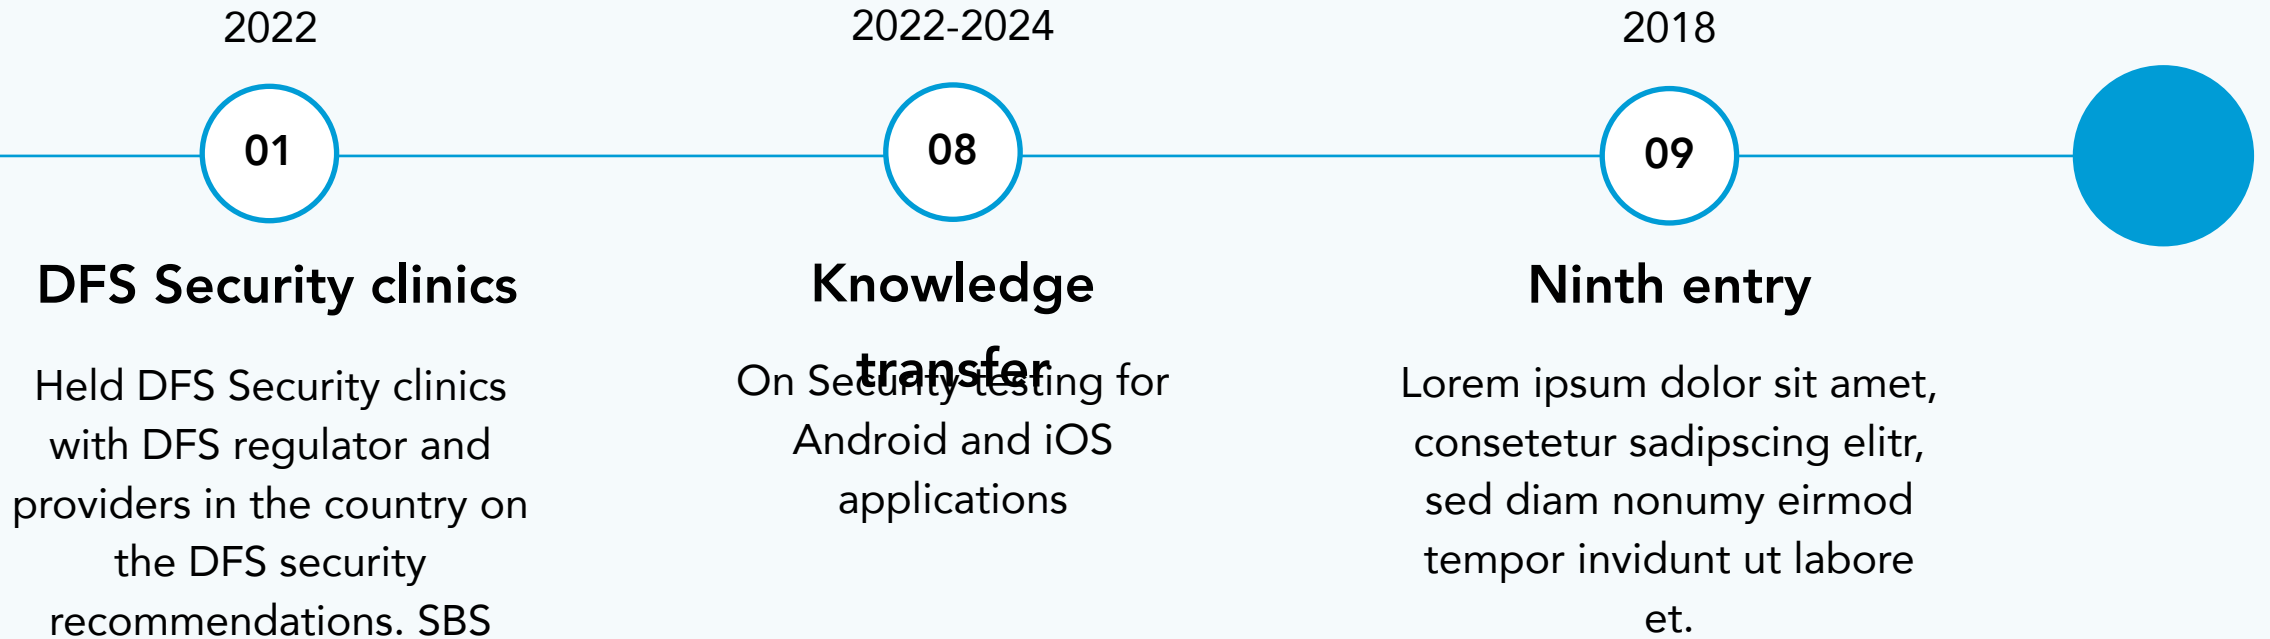 2022
01
DFS Security clinics
Held DFS Security clinics
with DFS regulator and
providers in the country on
the DFS security
recommendations. SBS
2022-2024
08
Knowledge
transfer
On Security testing for
Android and iOS
applications
2018
09
Ninth entry
Lorem ipsum dolor sit amet,
consetetur sadipscing elitr,
sed diam nonumy eirmod
tempor invidunt ut labore
et.